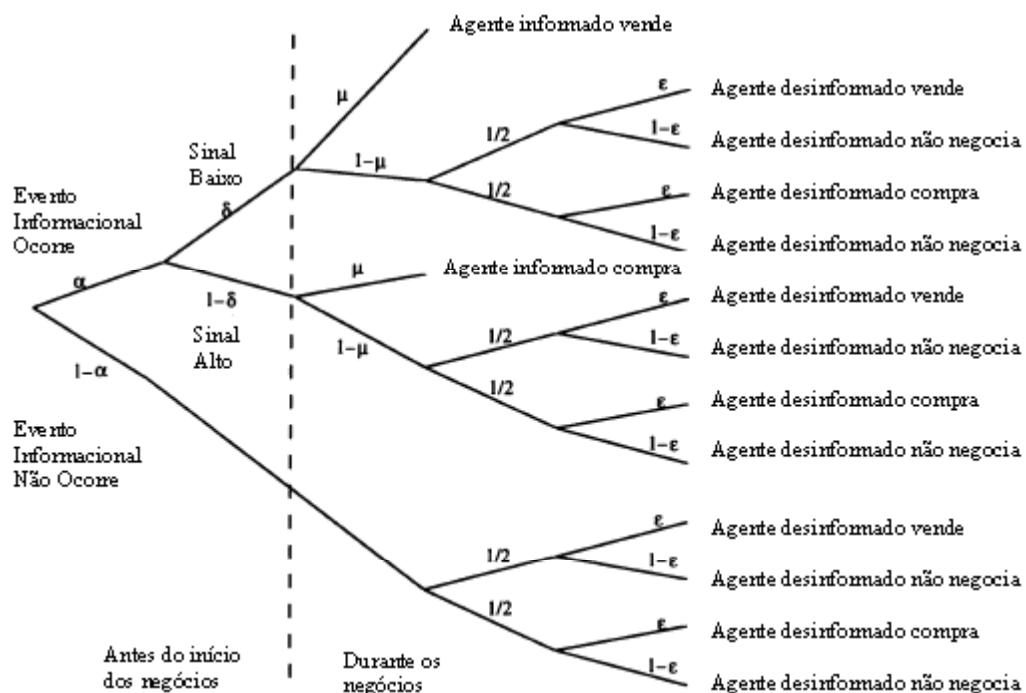 Agente informado vende
μ
ε
Agente desinformado vende
1/2
1-ε
Agente desinformado não negocia
Sinal
Baixo
1-μ
1/2
ε
Agente desinformado compra
δ
1-ε
Agente desinformado não negocia
Evento
Informacional
Ocorre
α
1-δ
μ
Agente informado compra
ε
Agente desinformado vende
Sinal
Alto
1-μ
1/2
1-ε
Agente desinformado não negocia
1-α
1/2
ε
Agente desinformado compra
1-ε
Agente desinformado não negocia
Evento
Informacional
Não Ocorre
ε
Agente desinformado vende
1/2
1-ε
Agente desinformado não negocia
1/2
ε
Agente desinformado compra
1-ε
Agente desinformado não negocia
Antes do início
dos negócios
Durante os
negócios